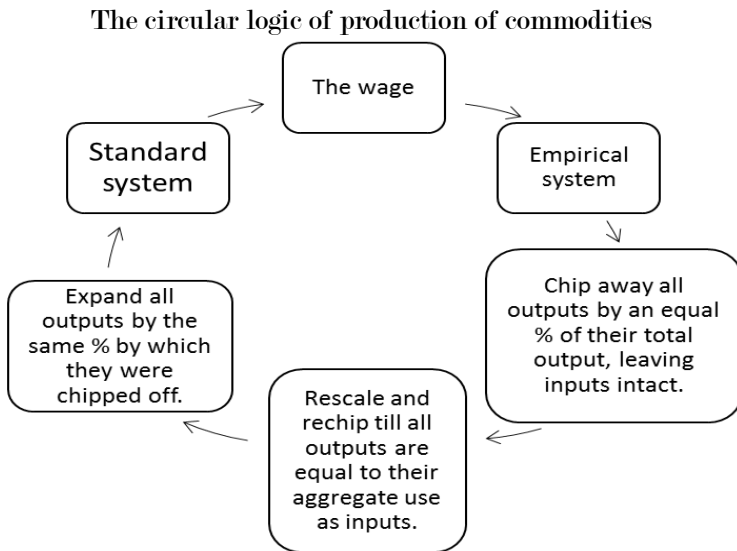 The circular logic of production of commodities
The wage
Empirical
system
Chip away all
outputs by an equal
% of their total
output, leaving
inputs intact.
Rescale and
rechip till all
outputs are
equal to their
aggregate use
as inputs.
Expand all
outputs by the
same % by which
they were
chipped off.
Standard
system